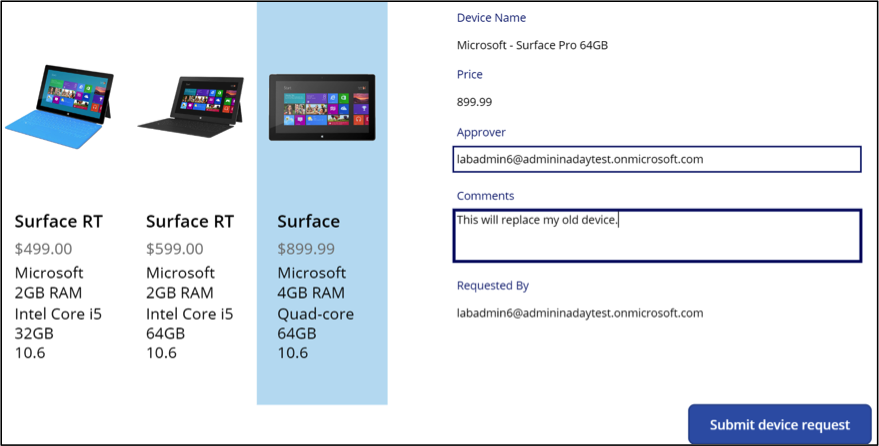 Surface RT
$499.00
Microsoft
2GB RAM
Intel Core i5
32GB
10.6
Surface RT
$599.00
Microsoft
2GB RAM
Intel Core i5
64GB
10.6
Surface
$899.99
Microsoft
4GB RAM
Quad-core
64GB
10.6
Device Name
Microsoft - Surface Pro 64GB
Price
899.99
Approver
labadmin6@admininadaytest.onmicrosoft.com
Comments
This will replace my old device.
Requested By
labadmin6@admininadaytest.onmicrosoft.com
Submit device request